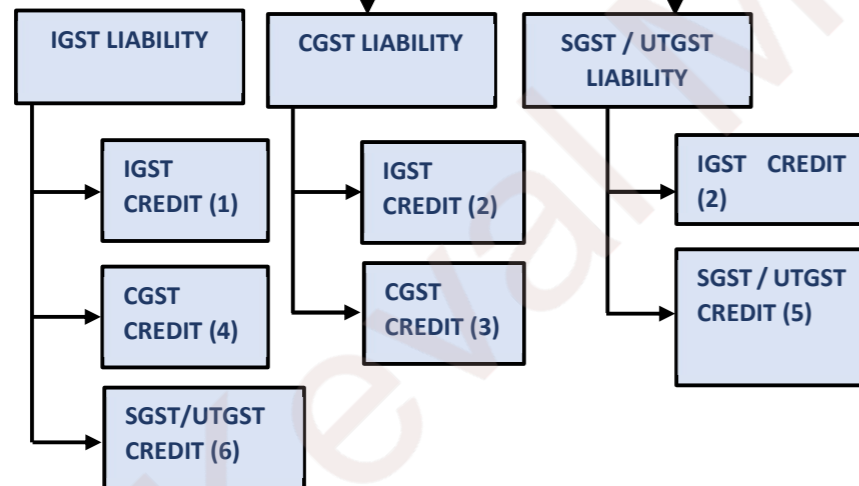 IGST LIABILITY
CGST LIABILITY
SGST / UTGST
LIABILITY
IGST
CREDIT (1)
IGST
CREDIT (2)
IGST CREDIT
(2)
CGST
CREDIT (4)
CGST
CREDIT (3)
SGST / UTGST
CREDIT (5)
SGST/UTGST
CREDIT (6)
Keval